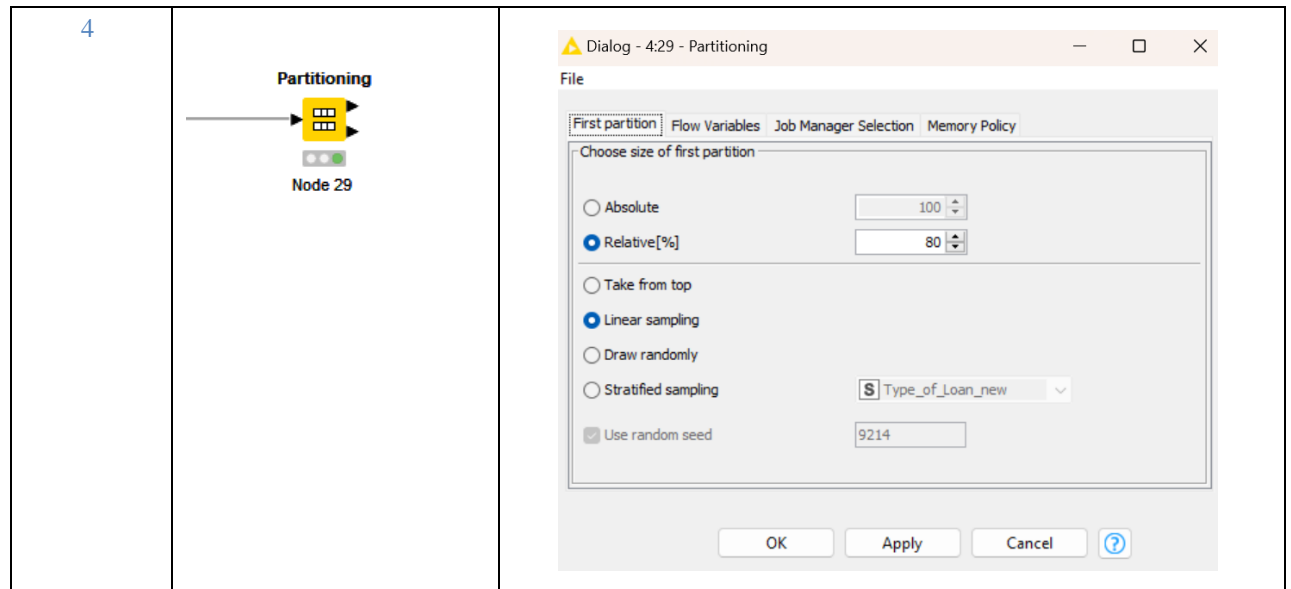 4
Partitioning
Node 29
Dialog - 4:29 - Partitioning
File
First partition Flow Variables Job Manager Selection Memory Policy
Choose size of first partition
Absolute 100
Relative[%] 80
Take from top
Linear sampling
Draw randomly
Stratified sampling S Type_of_Loan_new
Use random seed 9214
OK Apply Cancel ?